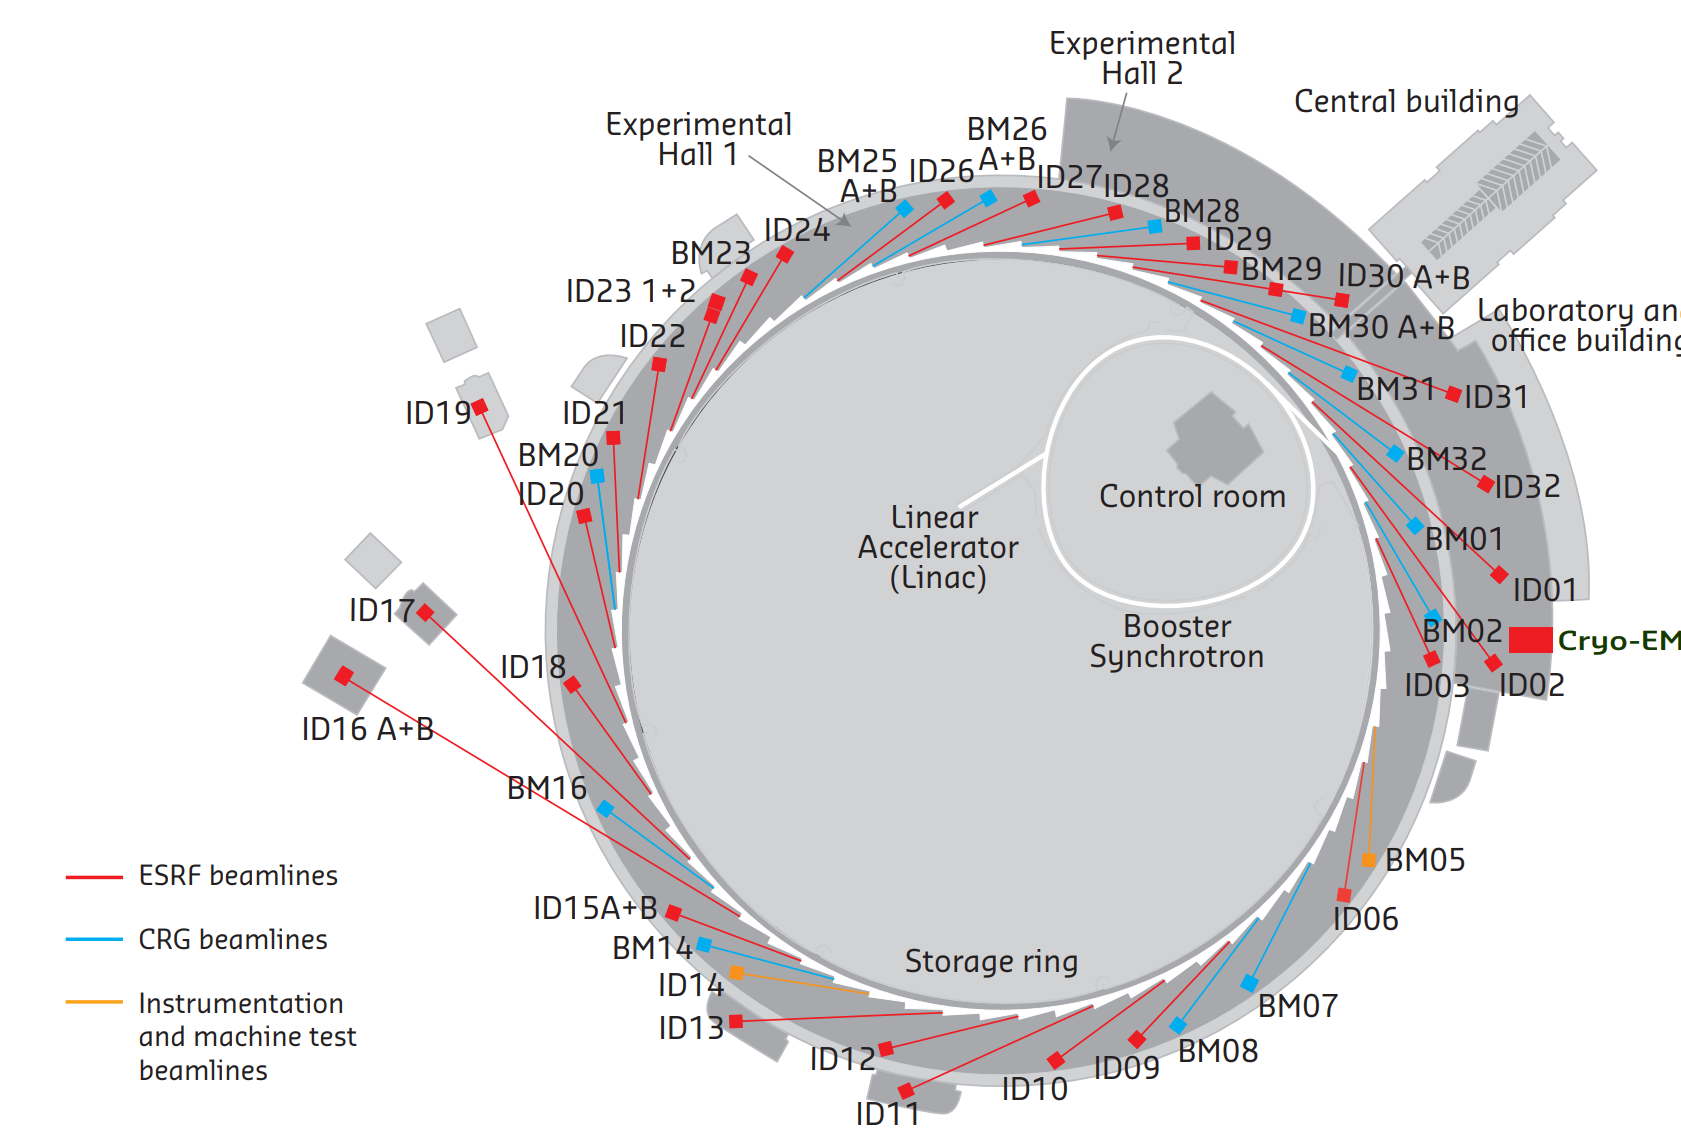 Experimental
Hall 2
Central building
Experimental
Hall 1
BM26
A+B
BM25
A+B
ID26
ID27
ID28
BM28
ID29
BM29
ID30 A+B
BM30 A+B
Laboratory an
office building
ID24
BM23
ID23 1+2
ID22
ID19
ID21
BM20
ID20
BM31
ID31
BM32
ID32
BM01
ID01
BM02
Cryo-EM
ID03
ID02
Control room
Linear
Accelerator
(Linac)
Booster
Synchrotron
ID17
ID18
ID16 A+B
BM16
BM05
ID06
ID15A+B
BM14
ID14
ID13
ID12
ID11
ID10
ID09
BM08
BM07
Storage ring
ESRF beamlines
CRG beamlines
Instrumentation
and machine test
beamlines